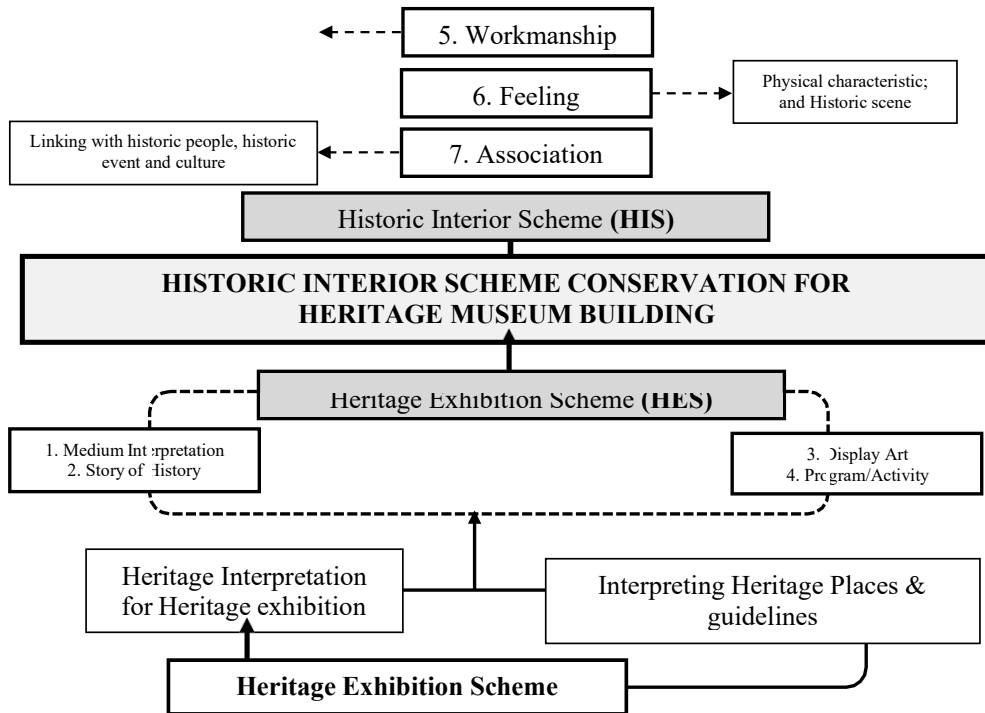 5. Workmanship
6. Feeling
Physical characteristic;
and Historic scene
Linking with historic people, historic
event and culture
7. Association
Historic Interior Scheme (HIS)
HISTORIC INTERIOR SCHEME CONSERVATION FOR
HERITAGE MUSEUM BUILDING
Heritage Exhibition Scheme (HES)
1. Medium Interpretation
2. Story of History
3. Display Art
4. Program/Activity
Heritage Interpretation
for Heritage exhibition
Interpreting Heritage Places &
guidelines
Heritage Exhibition Scheme